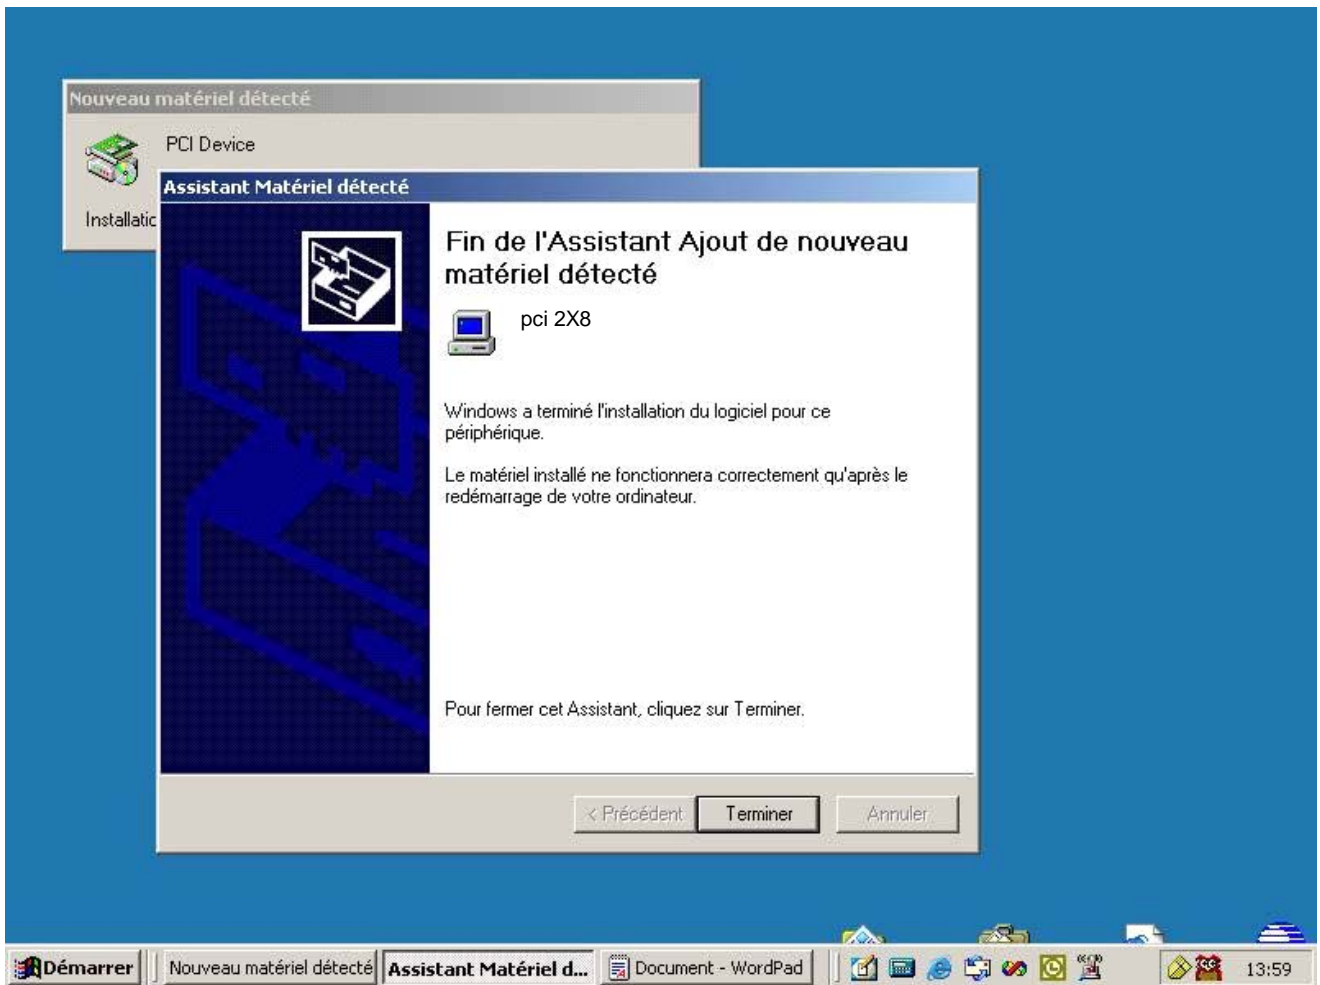 Nouveau matériel détecté
PCI Device
Installatic
Assistant Matériel détecté
Fin de l'Assistant Ajout de nouveau
matériel détecté
pci 2X8
Windows a terminé l'installation du logiciel pour ce
périphérique.
Le matériel installé ne fonctionnera correctement qu'après le
redémarrage de votre ordinateur.
Pour fermer cet Assistant, cliquez sur Terminer.
< Précédent Terminer Annuler
Démarrer Nouveau matériel détecté Assistant Matériel d... Document - WordPad 13:59